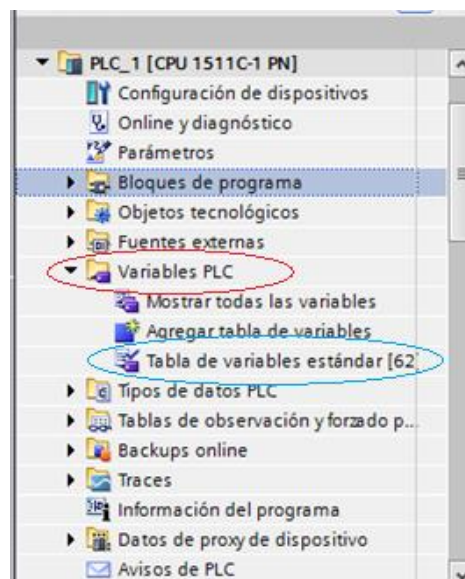 PLC_1 [CPU 1511C-1 PN]
Configuración de dispositivos
Online y diagnóstico
Parámetros
Bloques de programa
Objetos tecnológicos
Fuentes externas
Variables PLC
Mostrar todas las variables
Agregar tabla de variables
Tabla de variables estándar [62]
Tipos de datos PLC
Tablas de observación y forzado p...
Backups online
Traces
Información del programa
Datos de proxy de dispositivo
Avisos de PLC